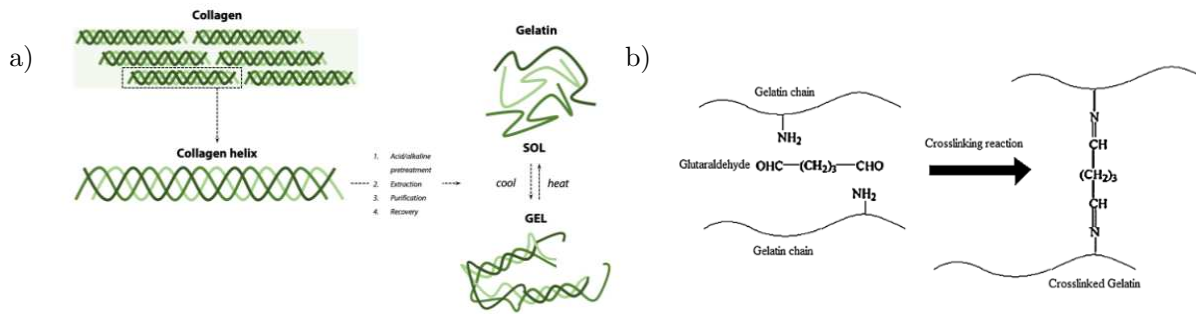 a)
Collagen
Collagen helix
1. Acid/alkaline
pretreatment
2. Extraction
3. Purification
4. Recovery
Gelatin
SOL
cool heat
GEL
b)
Gelatin chain
NH2
Glutaraldehyde OHC—(CH2)3—CHO
NH2
Gelatin chain
Crosslinking reaction
N
CH
(CH2)3
CH
N
Crosslinked Gelatin